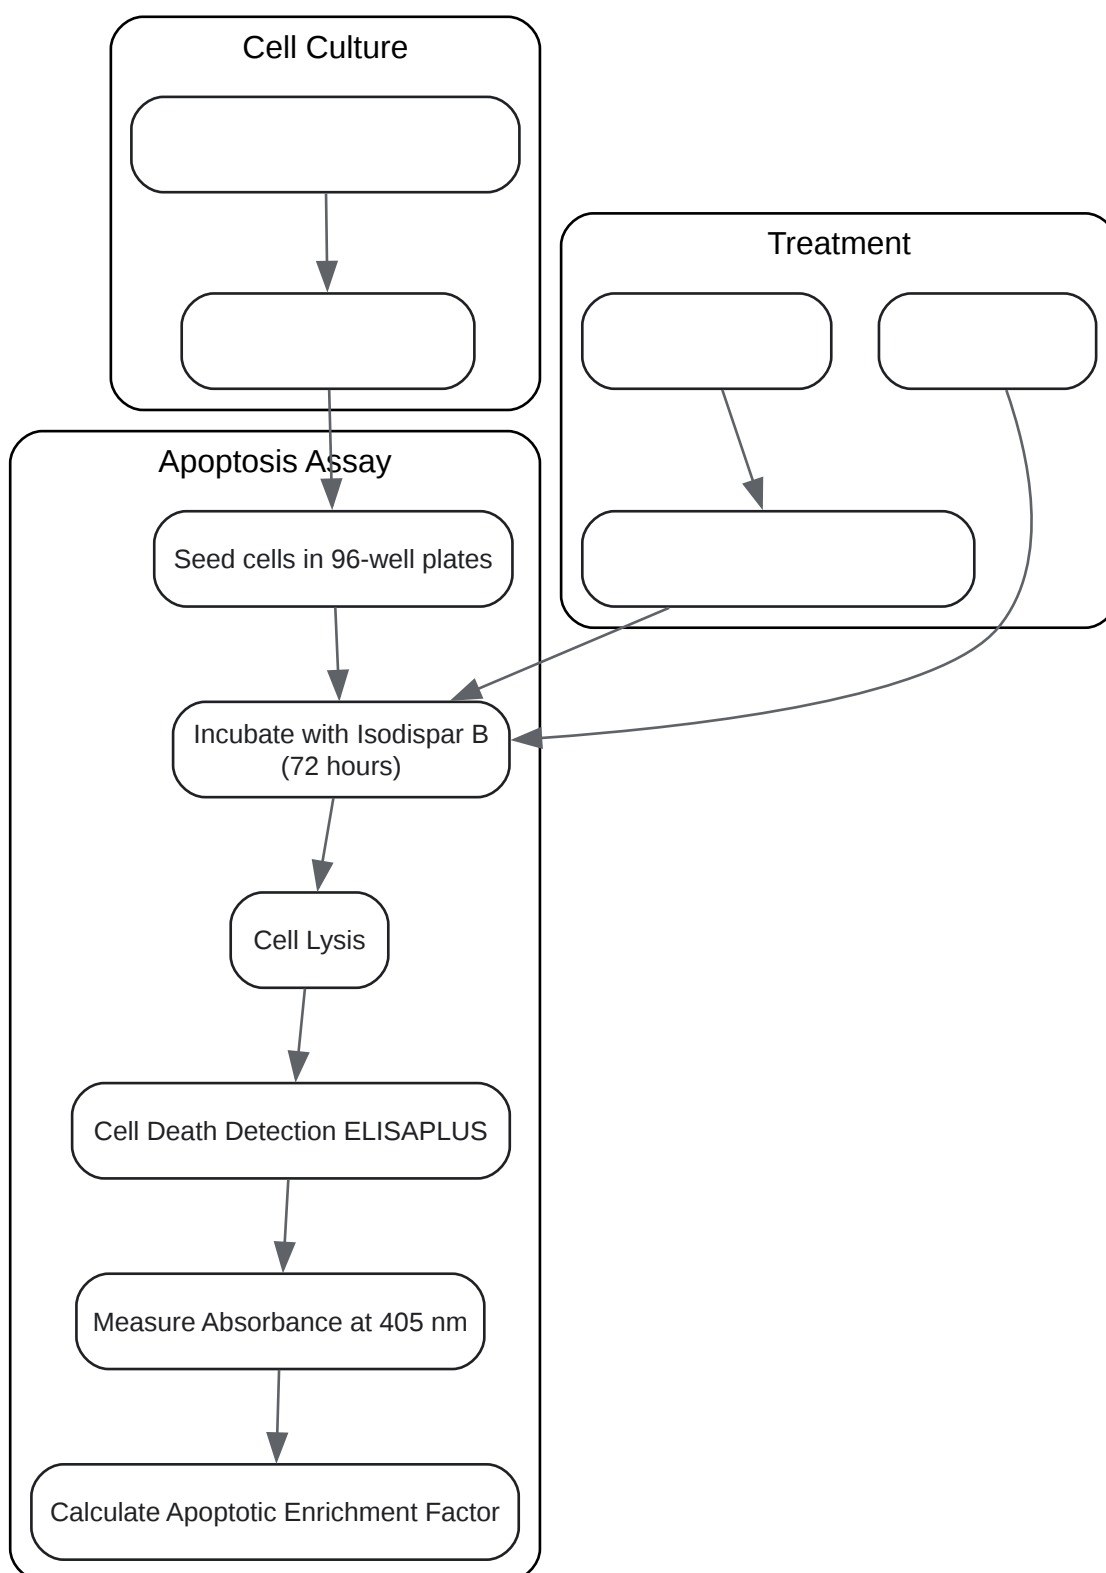 Cell Culture
Treatment
Apoptosis Assay
Seed cells in 96-well plates
Incubate with Isodispar B
(72 hours)
Cell Lysis
Cell Death Detection ELISAPLUS
Measure Absorbance at 405 nm
Calculate Apoptotic Enrichment Factor